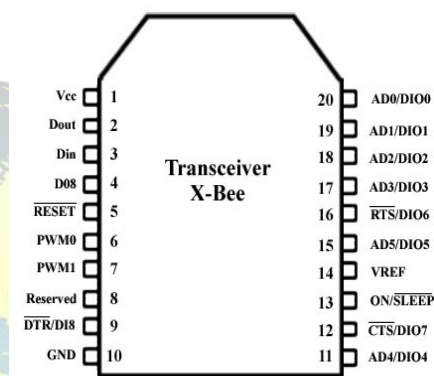 Transceiver
X-Bee
Vcc 1
Dout 2
Din 3
D08 4
RESET 5
PWM0 6
PWM1 7
Reserved 8
DTR/DI8 9
GND 10
20 AD0/DIO0
19 AD1/DIO1
18 AD2/DIO2
17 AD3/DIO3
16 RTS/DIO6
15 AD5/DIO5
14 VREF
13 ON/SLEEP
12 CTS/DIO7
11 AD4/DIO4